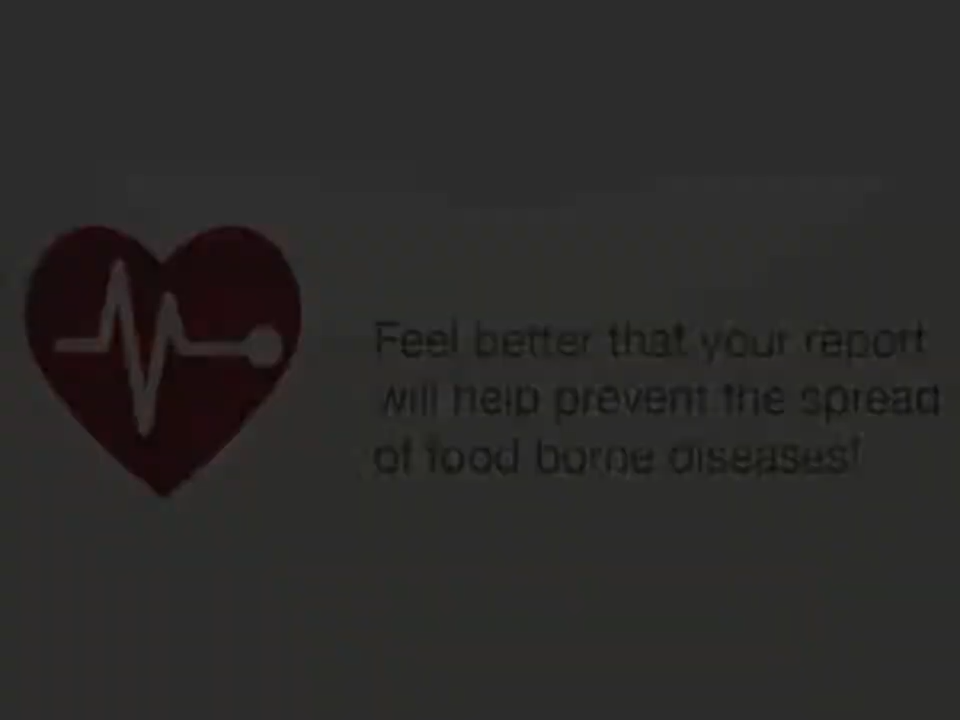 Feel better that your report
will help prevent the spread
of food borne diseases!